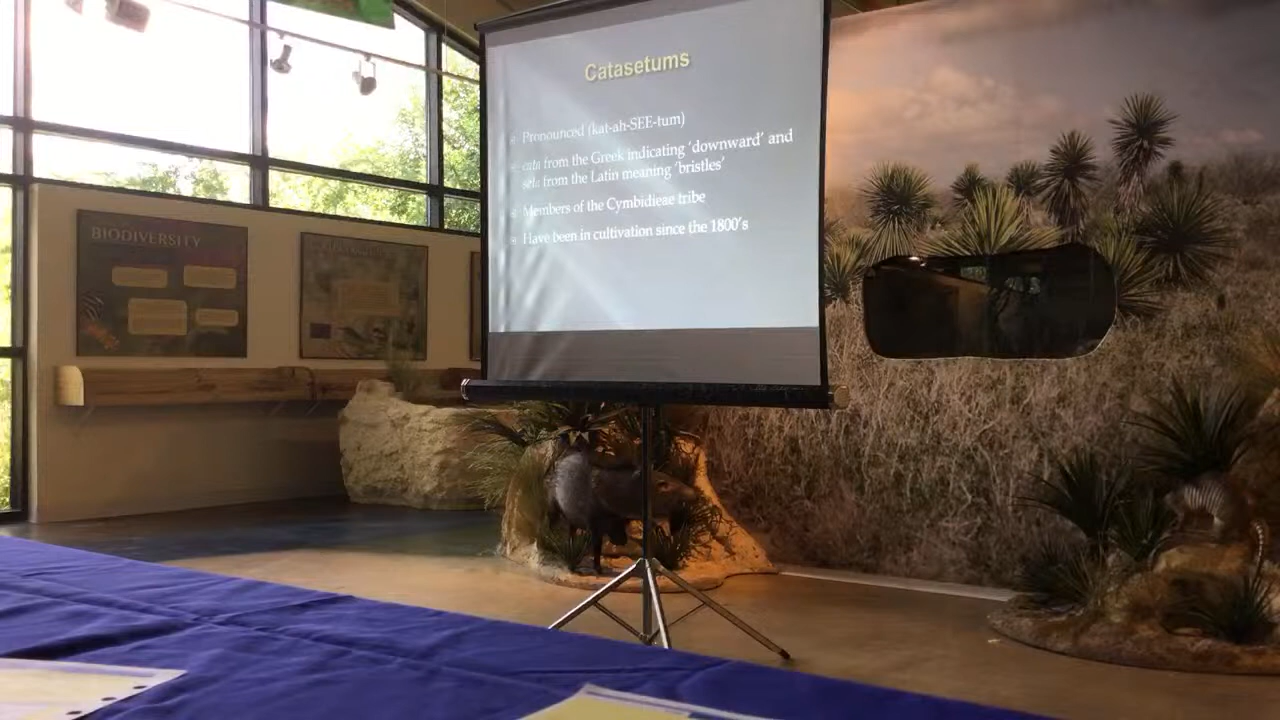 Catasetums
Pronounced (kat-ah-SEE-tum)
cata from the Greek indicating 'downward' and
seta from the Latin meaning 'bristles'
Members of the Cymbidieae tribe
Have been in cultivation since the 1800's
BIODIVERSITY